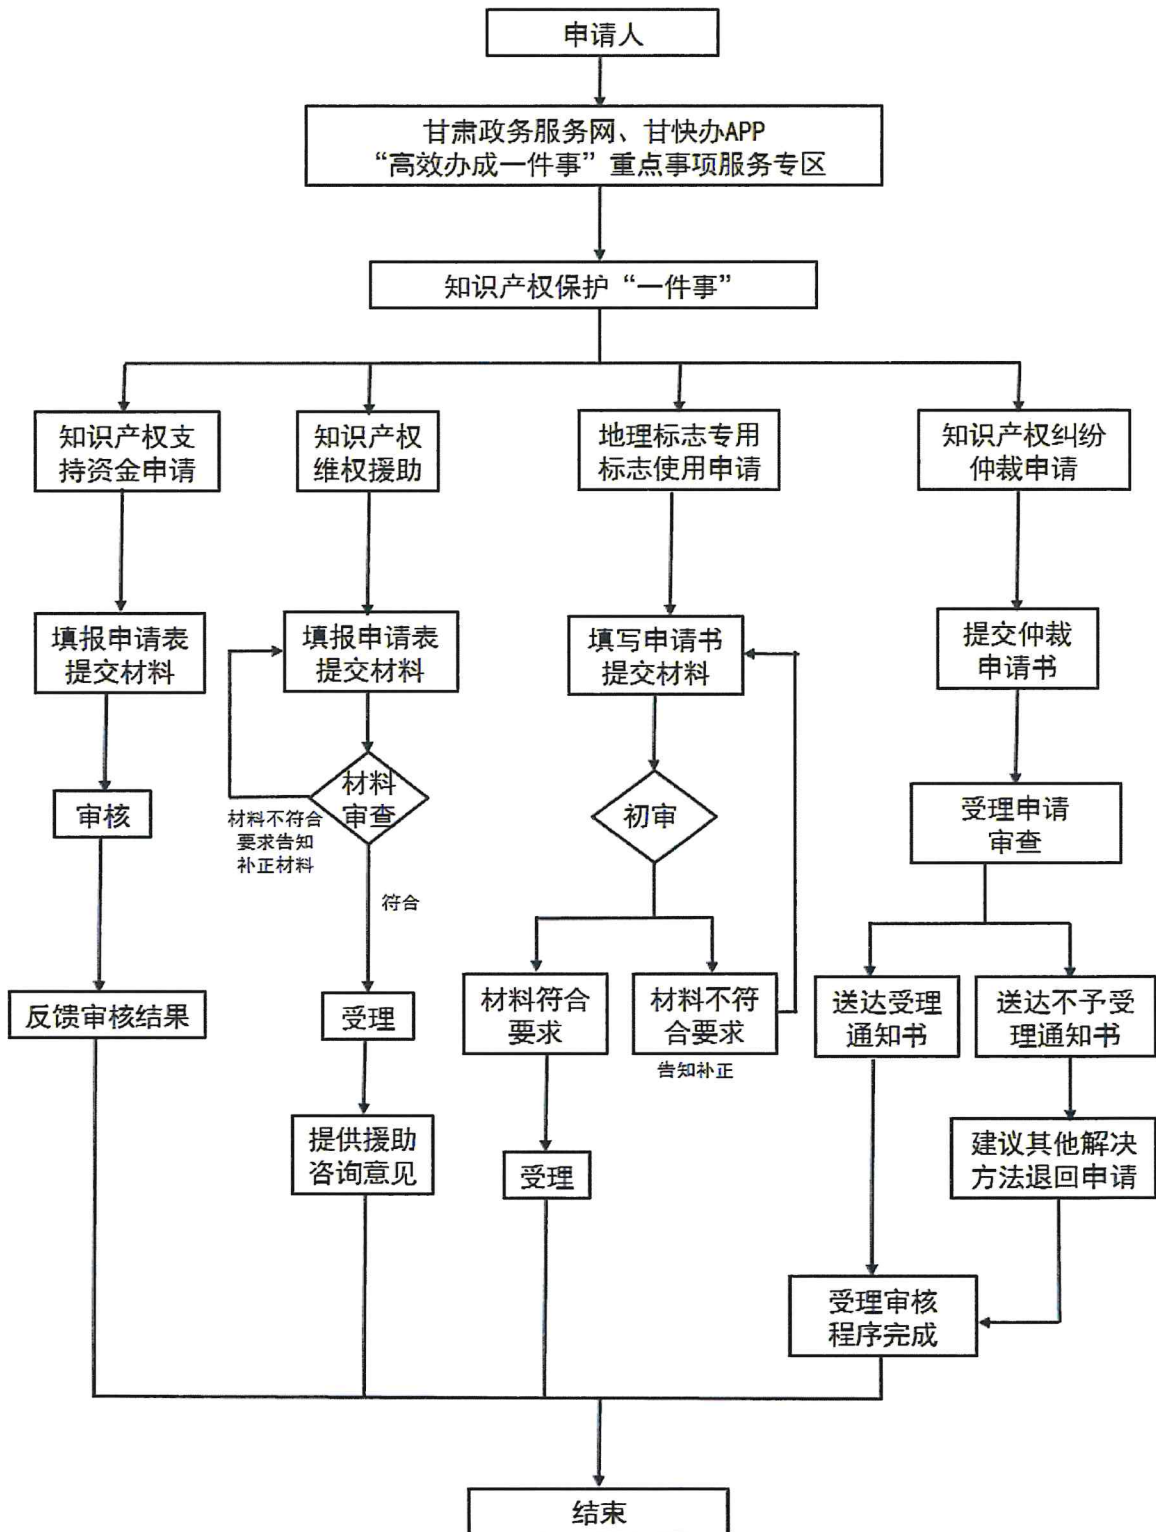 申请人
甘肃政务服务网、甘快办APP
“高效办成一件事”重点事项服务专区
知识产权保护“一件事”
知识产权支
持资金申请
知识产权
维权援助
地理标志专用
标志使用申请
知识产权纠纷
仲裁申请
填报申请表
提交材料
填报申请表
提交材料
填写申请书
提交材料
提交仲裁
申请书
审核
材料
审查
材料不符合
要求告知
补正材料
初审
受理申请
审查
符合
反馈审核结果
受理
材料符合
要求
材料不符
合要求
告知补正
送达受理
通知书
送达不予受
理通知书
提供援助
咨询意见
受理
建议其他解决
方法退回申请
受理审核
程序完成
结束